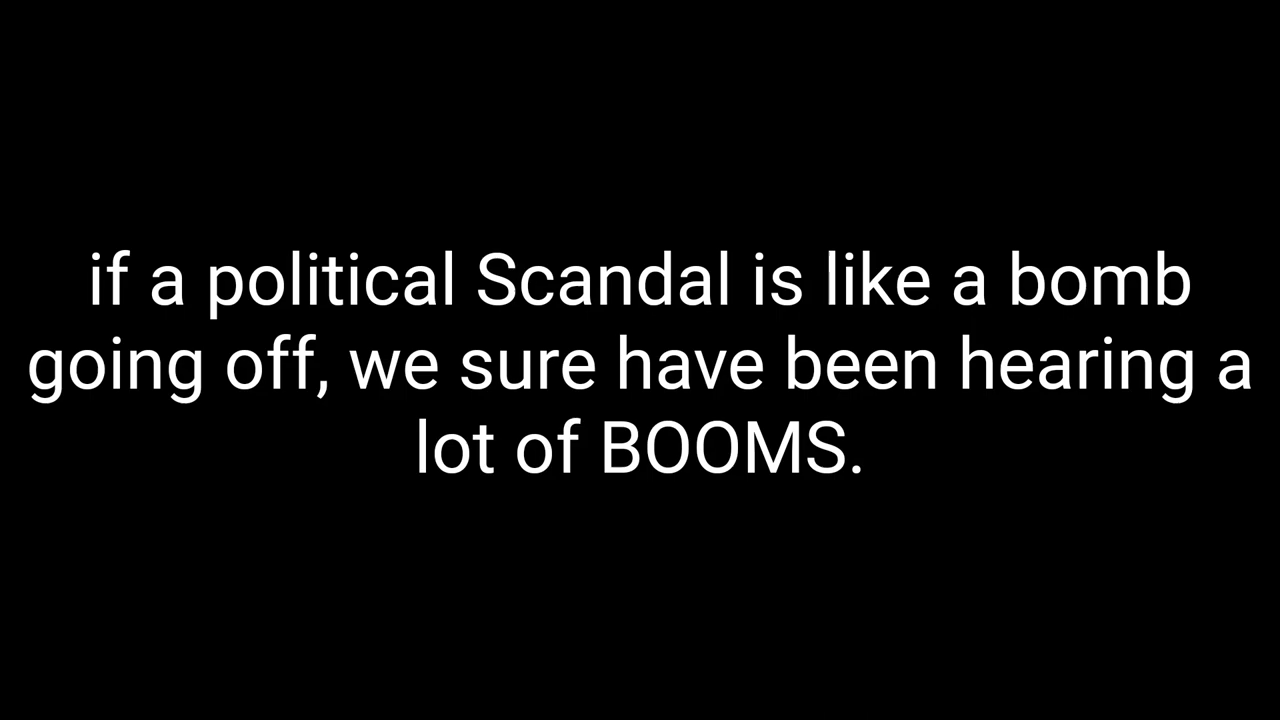 if a political Scandal is like a bomb
going off, we sure have been hearing a
lot of BOOMS.